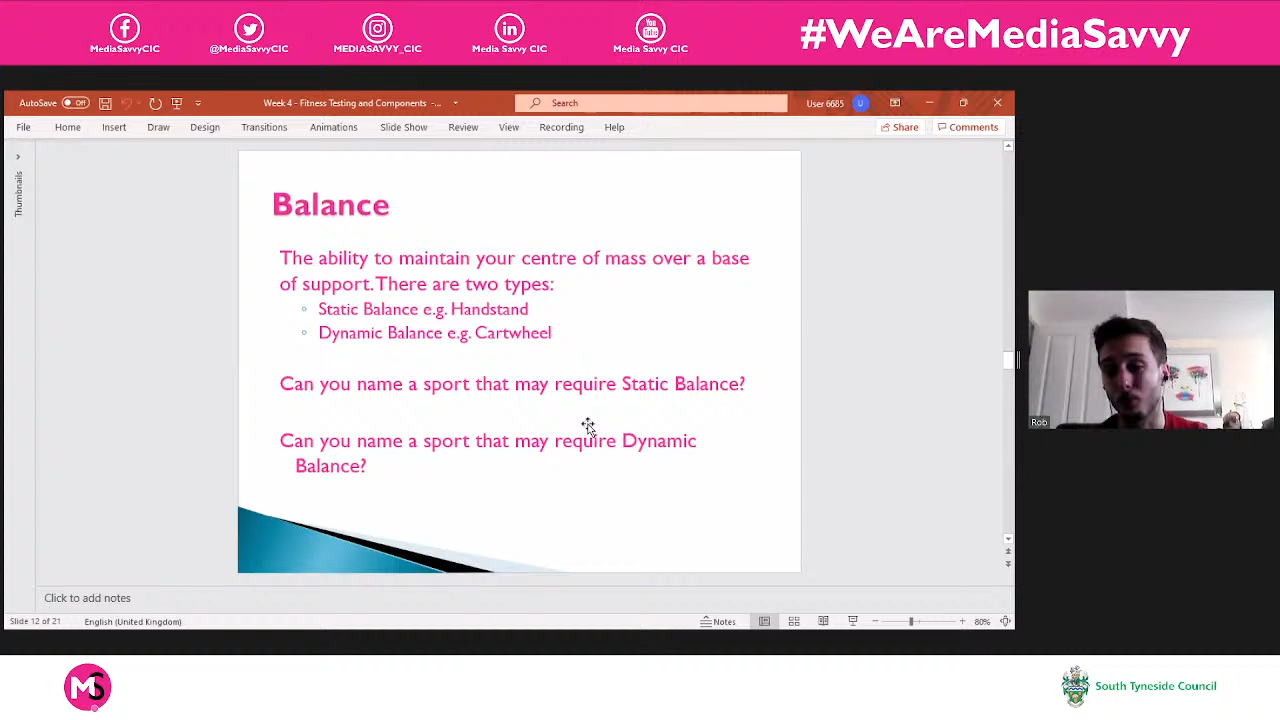 #WeAreMediaSavvy
MediaSavvyCIC
@MediaSavvyCIC
MEDIASAVVY_CIC
Media Savvy CIC
You Tube
Media Savvy CIC
AutoSave Off
Week 4 - Fitness Testing and Components -...
Search
User 6685 U
File Home Insert Draw Design Transitions Animations Slide Show Review View Recording Help
Share Comments
Thumbnails
Balance
The ability to maintain your centre of mass over a base
of support. There are two types:
Static Balance e.g. Handstand
Dynamic Balance e.g. Cartwheel
Can you name a sport that may require Static Balance?
Can you name a sport that may require Dynamic
Balance?
Rob
Click to add notes
Slide 12 of 21 English (United Kingdom) Notes 80%
MS
South Tyneside Council